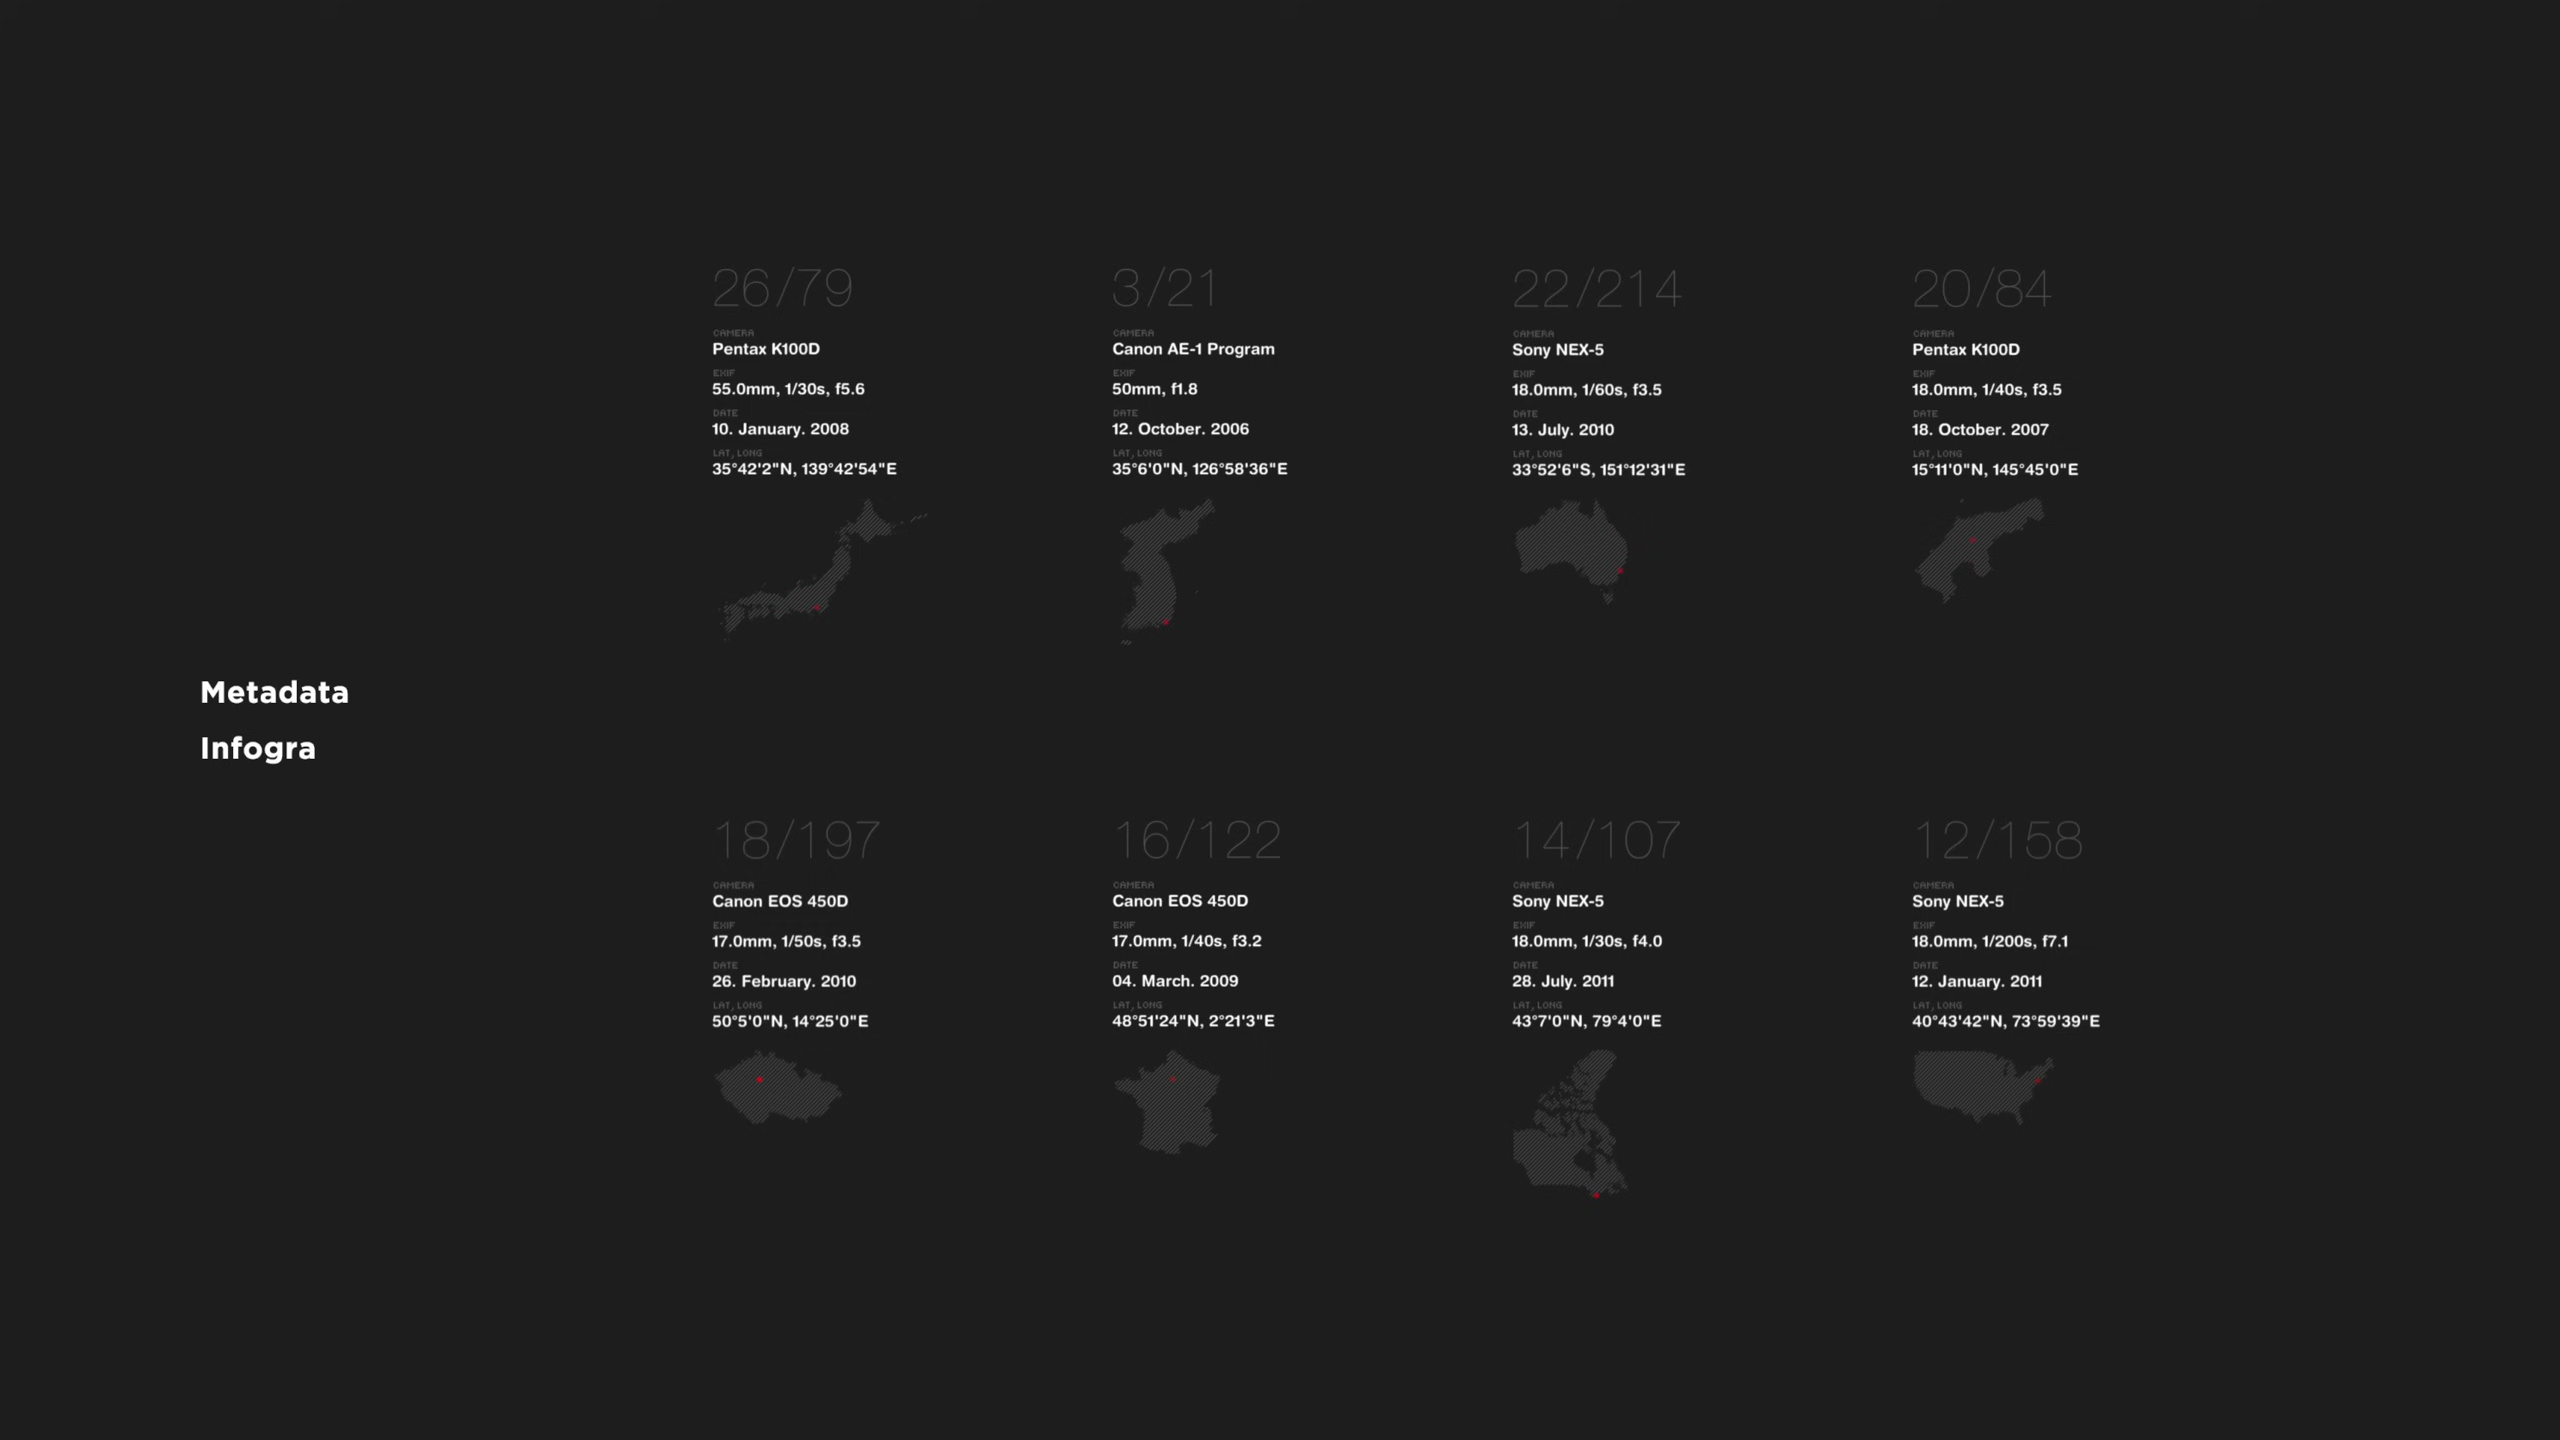 Metadata
Infogra
26/79
CAMERA
Pentax K100D
EXIF
55.0mm, 1/30s, f5.6
DATE
10. January. 2008
LAT, LONG
35°42'2"N, 139°42'54"E
3/21
CAMERA
Canon AE-1 Program
EXIF
50mm, f1.8
DATE
12. October. 2006
LAT, LONG
35°6'0"N, 126°58'36"E
22/214
CAMERA
Sony NEX-5
EXIF
18.0mm, 1/60s, f3.5
DATE
13. July. 2010
LAT, LONG
33°52'6"S, 151°12'31"E
20/84
CAMERA
Pentax K100D
EXIF
18.0mm, 1/40s, f3.5
DATE
18. October. 2007
LAT, LONG
15°11'0"N, 145°45'0"E
18/197
CAMERA
Canon EOS 450D
EXIF
17.0mm, 1/50s, f3.5
DATE
26. February. 2010
LAT, LONG
50°5'0"N, 14°25'0"E
16/122
CAMERA
Canon EOS 450D
EXIF
17.0mm, 1/40s, f3.2
DATE
04. March. 2009
LAT, LONG
48°51'24"N, 2°21'3"E
14/107
CAMERA
Sony NEX-5
EXIF
18.0mm, 1/30s, f4.0
DATE
28. July. 2011
LAT, LONG
43°7'0"N, 79°4'0"E
12/158
CAMERA
Sony NEX-5
EXIF
18.0mm, 1/200s, f7.1
DATE
12. January. 2011
LAT, LONG
40°43'42"N, 73°59'39"E